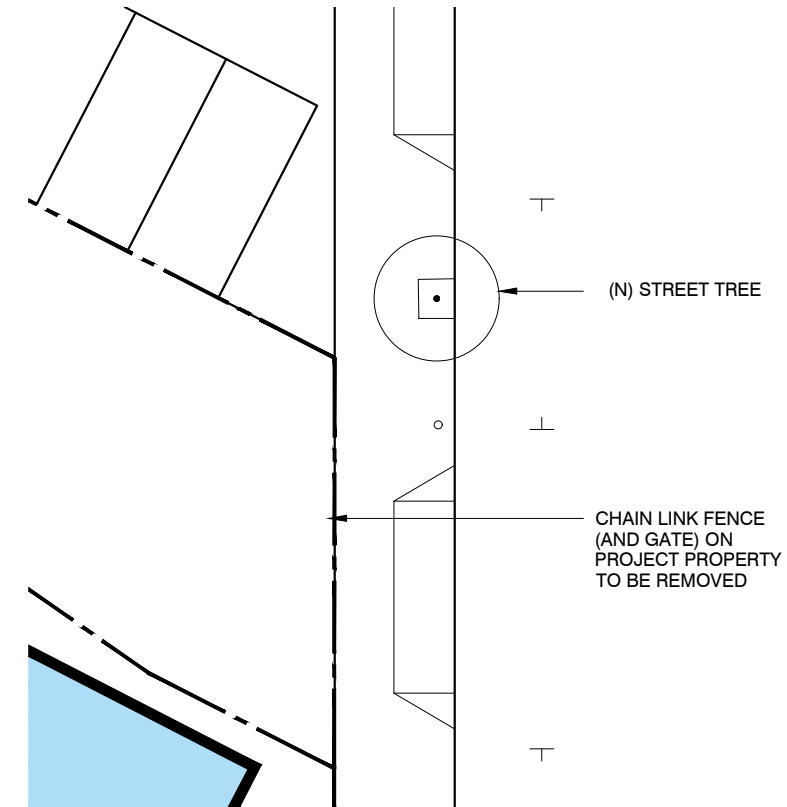 (N) STREET TREE
CHAIN LINK FENCE
(AND GATE) ON
PROJECT PROPERTY
TO BE REMOVED